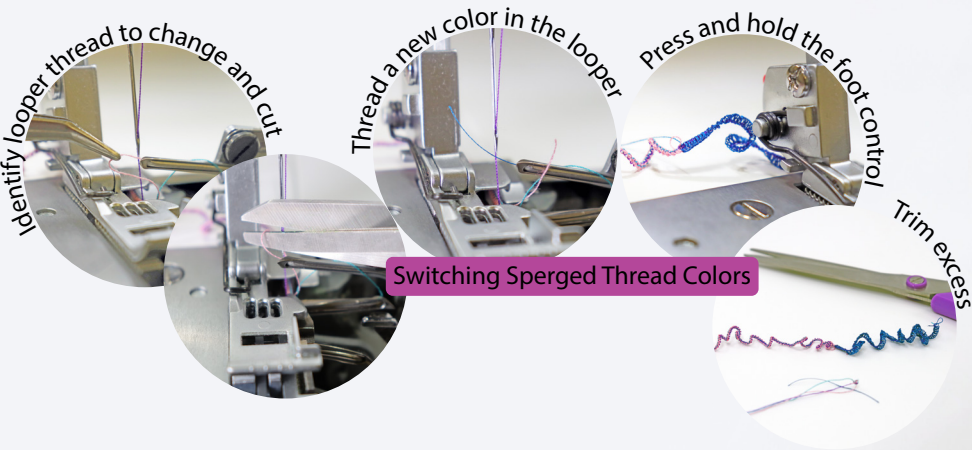 Identify looper thread to change and cut
Thread a new color in the looper
Press and hold the foot control
Switching Sperged Thread Colors
Trim excess